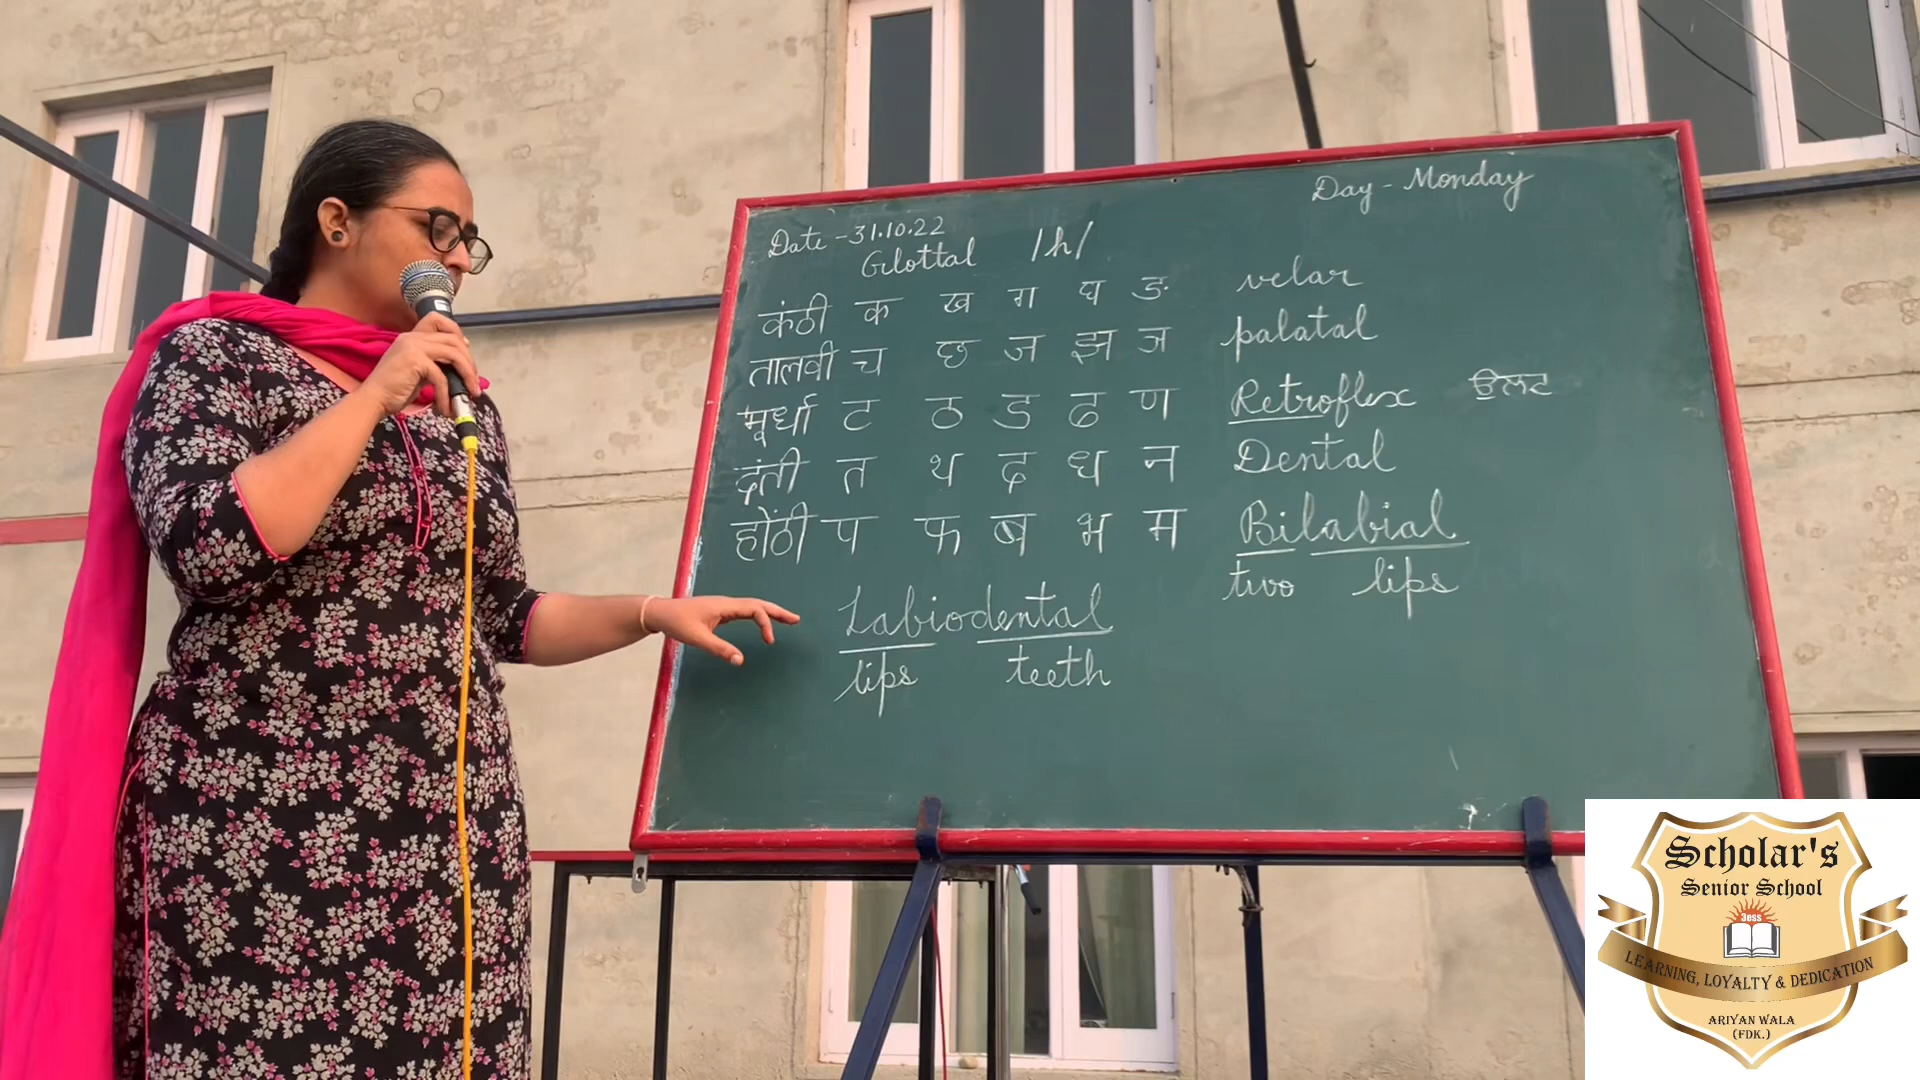 Date - 31.10.22
Day - Monday
Glottal /h/
कंठी क ख ग घ ङ velar
तालवी च छ ज झ ञ palatal
मूर्धा ट ठ ड ढ ण Retroflex ਉਲਟ
दंती त थ द ध न Dental
होंठी प फ ब भ म Bilabial
two lips
Labiodental
lips teeth
Scholar's
Senior School
3ess
LEARNING, LOYALTY & DEDICATION
ARIYAN WALA
(FDK.)